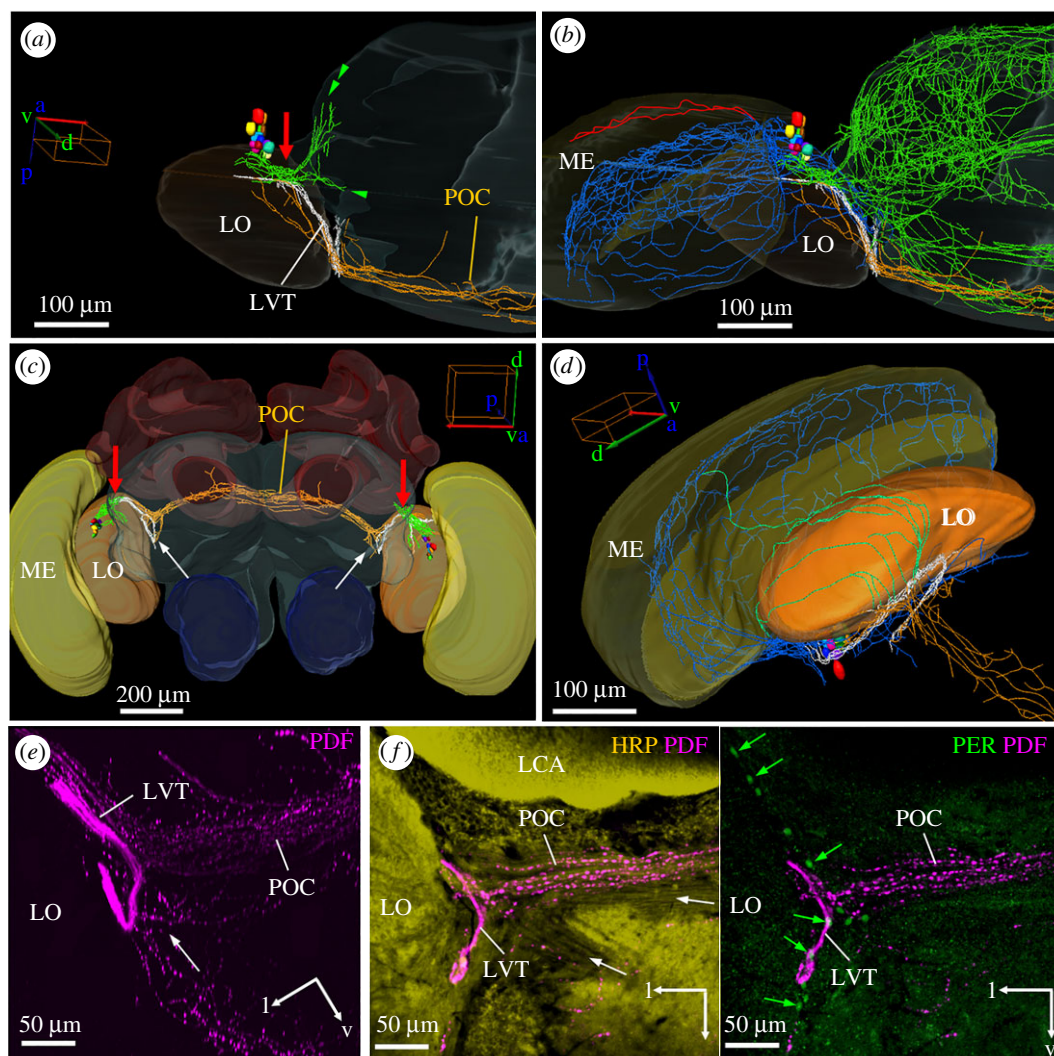 (a)
a
v
d
p
LO
LVT
POC
100 µm
(b)
ME
LO
100 µm
(c)
POC
d
p
v a
ME
LO
200 µm
(d)
p
v
a
d
ME
LO
100 µm
(e)
PDF
LVT
POC
LO
l
v
50 µm
(f)
HRP PDF
LCA
POC
LO
LVT
l
50 µm
PER PDF
POC
LO
LVT
l
v
50 µm